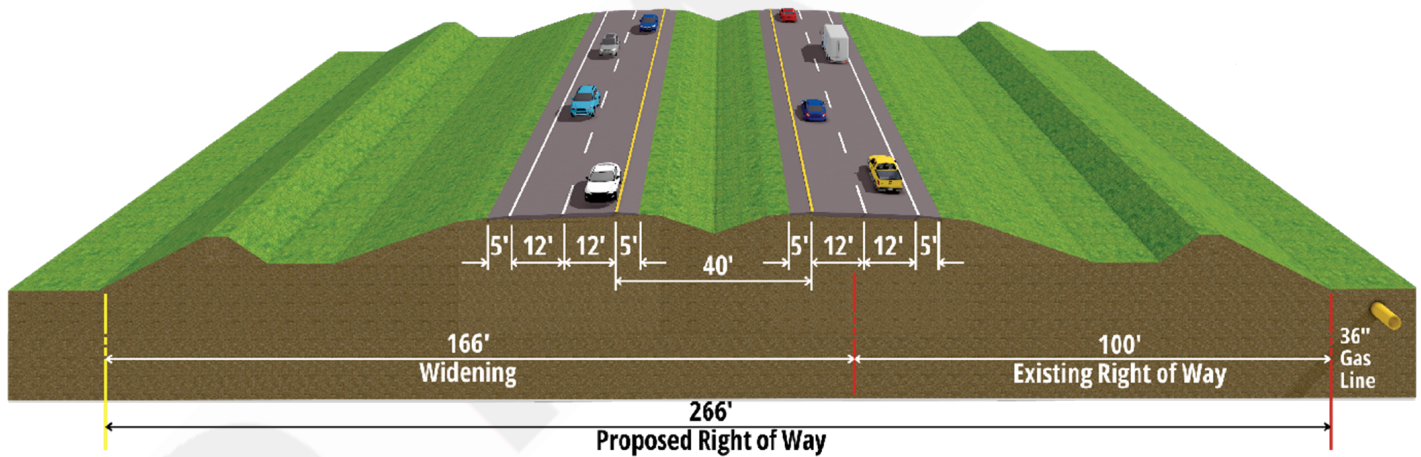 5' 12' 12' 5' 5' 12' 12' 5'
40'
166'
Widening
100'
Existing Right of Way
36"
Gas
Line
266'
Proposed Right of Way